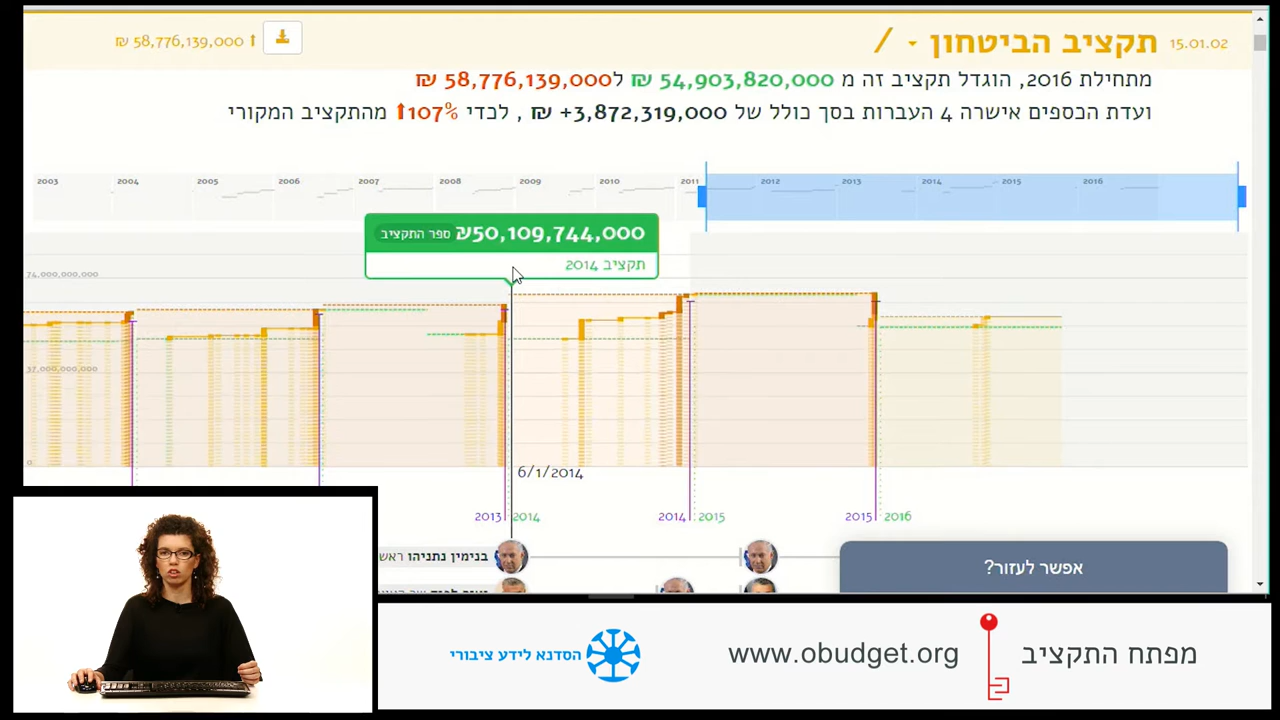 15.01.02 תקציב הביטחון /
₪ 58,776,139,000
מתחילת 2016, הוגדל תקציב זה מ 54,903,820,000 ₪ ל58,776,139,000 ₪
ועדת הכספים אישרה 4 העברות בסך כולל של 3,872,319,000+ ₪ , לכדי 107% מהתקציב המקורי
2003 2004 2005 2006 2007 2008 2009 2010 2011 2012 2013 2014 2015 2016
₪50,109,744,000 ספר התקציב
תקציב 2014
74,000,000,000
37,000,000,000
0
6/1/2014
2013 2014 2014 2015 2015 2016
בנימין נתניהו ראש
אפשר לעזור?
מפתח התקציב
www.obudget.org
הסדנא לידע ציבורי